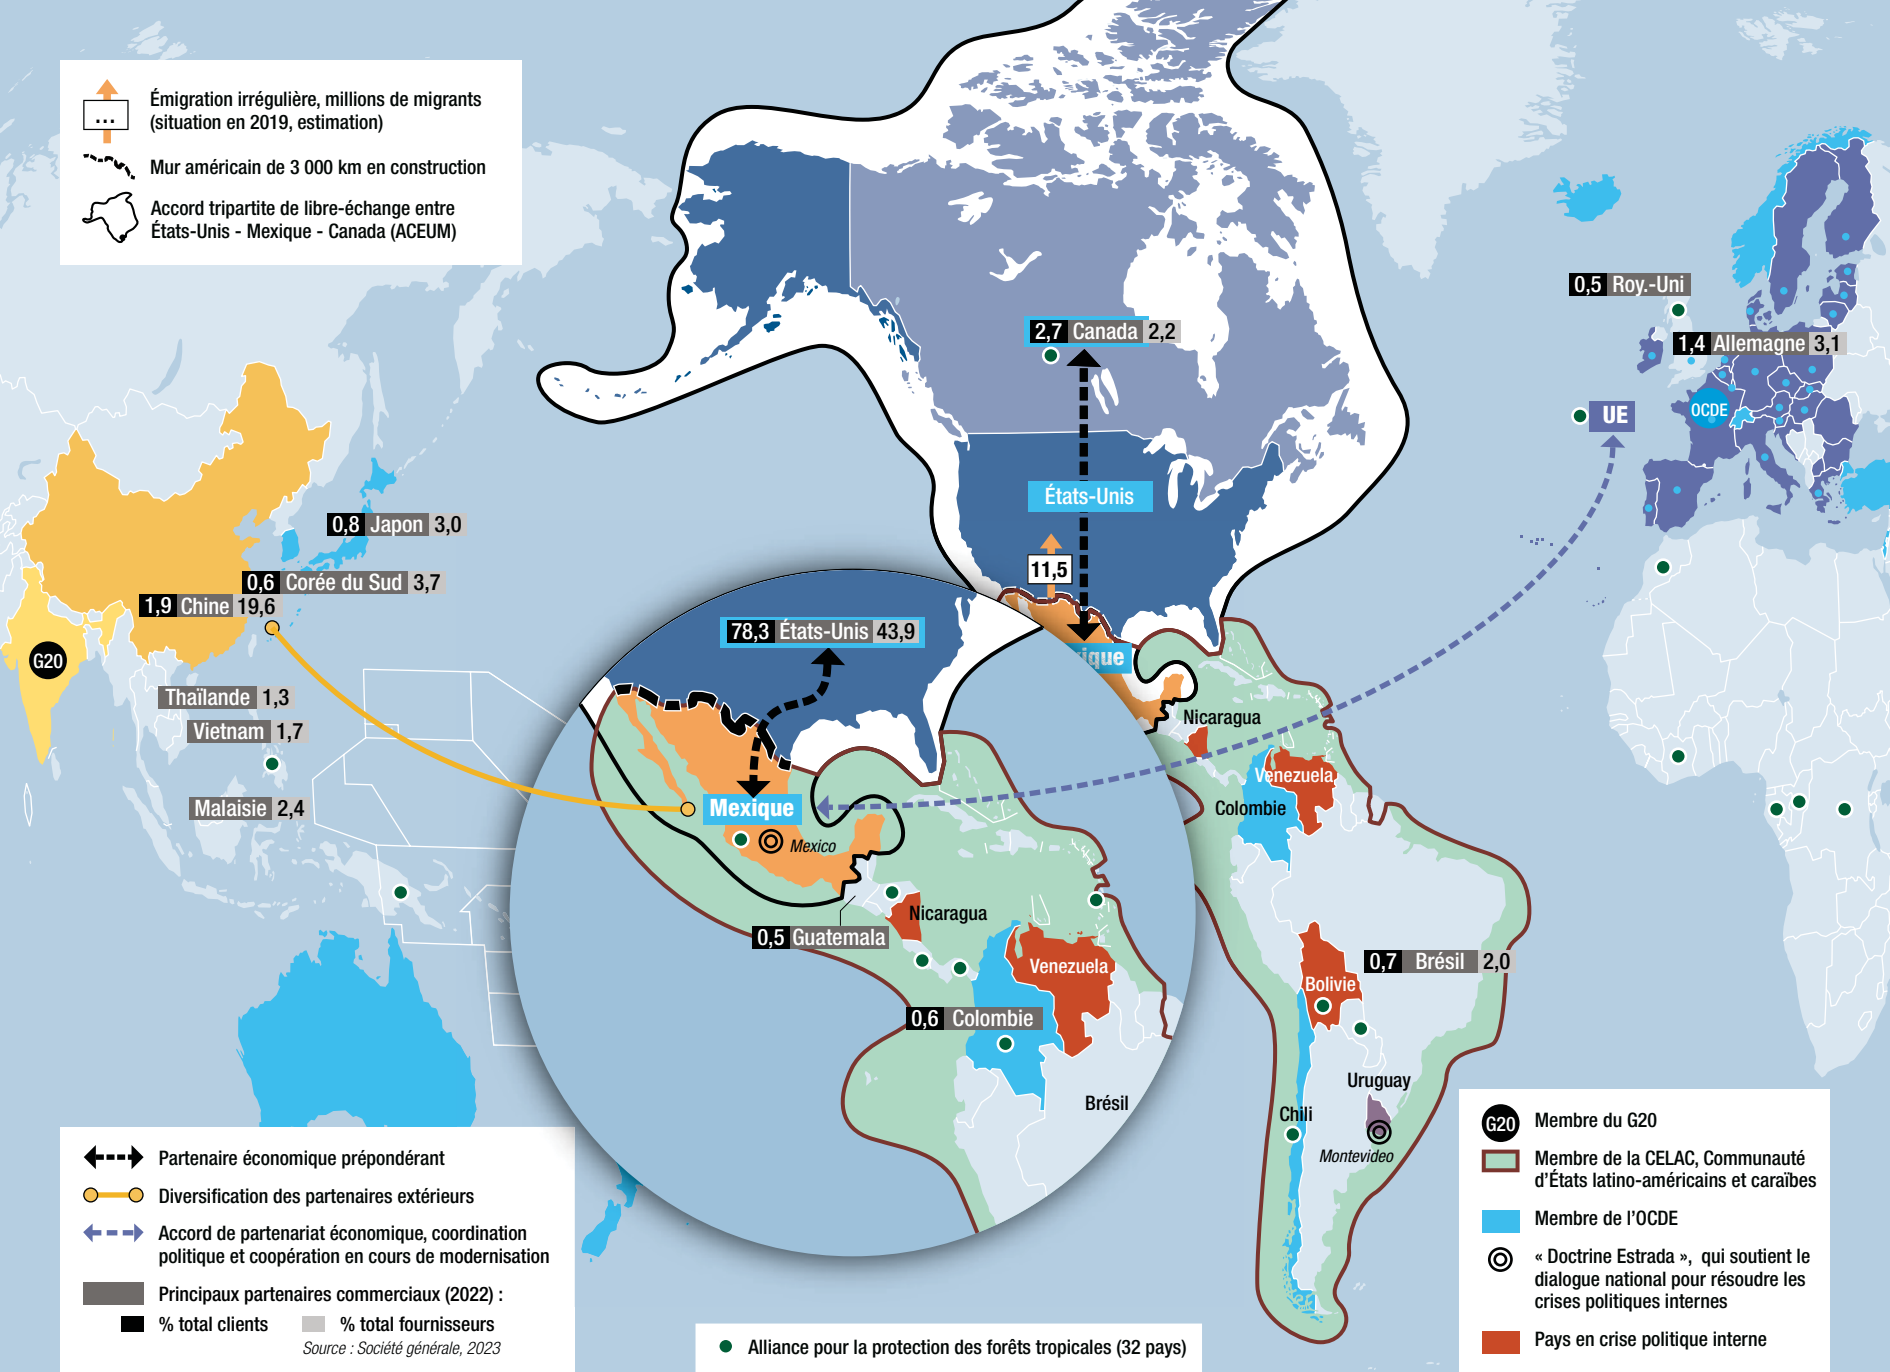 ...
Émigration irrégulière, millions de migrants
(situation en 2019, estimation)
Mur américain de 3 000 km en construction
Accord tripartite de libre-échange entre
États-Unis - Mexique - Canada (ACEUM)
2,7 Canada 2,2
États-Unis
11,5
0,5 Roy.-Uni
1,4 Allemagne 3,1
UE
OCDE
0,8 Japon 3,0
0,6 Corée du Sud 3,7
1,9 Chine 19,6
G20
Thaïlande 1,3
Vietnam 1,7
Malaisie 2,4
78,3 États-Unis 43,9
Mexique
Mexico
0,5 Guatemala
Nicaragua
Venezuela
0,6 Colombie
Brésil
ique
Nicaragua
Venezuela
Colombie
0,7 Brésil 2,0
Bolivie
Uruguay
Chili
Montevideo
Partenaire économique prépondérant
Diversification des partenaires extérieurs
Accord de partenariat économique, coordination
politique et coopération en cours de modernisation
Principaux partenaires commerciaux (2022) :
% total clients % total fournisseurs
Source : Société générale, 2023
Alliance pour la protection des forêts tropicales (32 pays)
G20 Membre du G20
Membre de la CELAC, Communauté
d'États latino-américains et caraïbes
Membre de l'OCDE
« Doctrine Estrada », qui soutient le
dialogue national pour résoudre les
crises politiques internes
Pays en crise politique interne